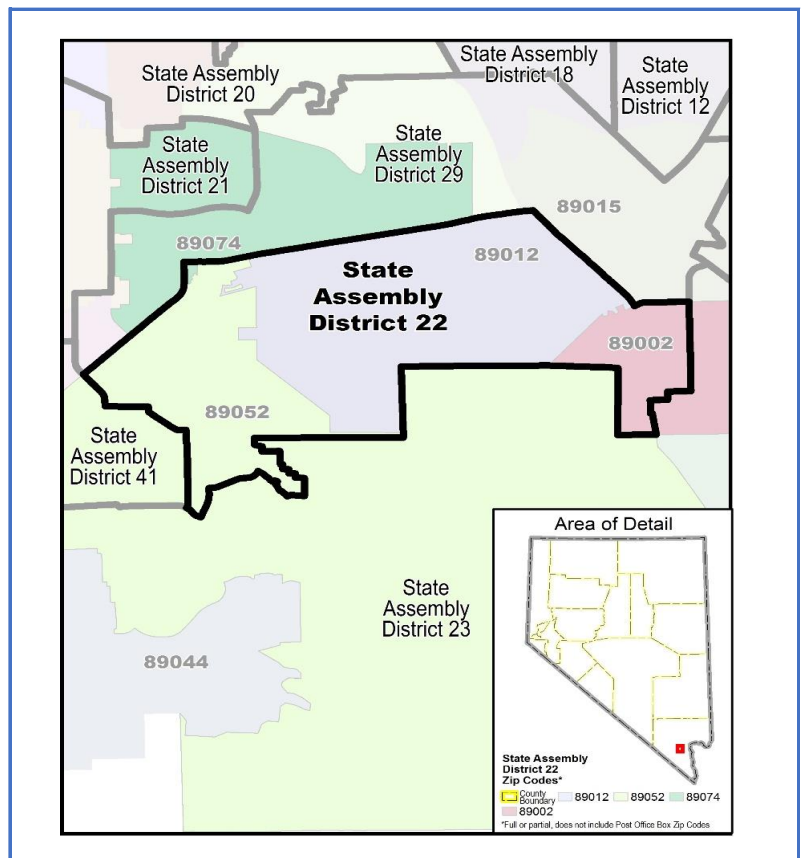 State Assembly
District 20
State Assembly
District 18
State
Assembly
District 12
State
Assembly
District 21
State
Assembly
District 29
89015
89074
89012
State
Assembly
District 22
89002
89052
State
Assembly
District 41
State
Assembly
District 23
89044
Area of Detail
State Assembly
District 22
Zip Codes*
County
Boundary
89012
89052
89074
89002
*Full or partial, does not include Post Office Box Zip Codes